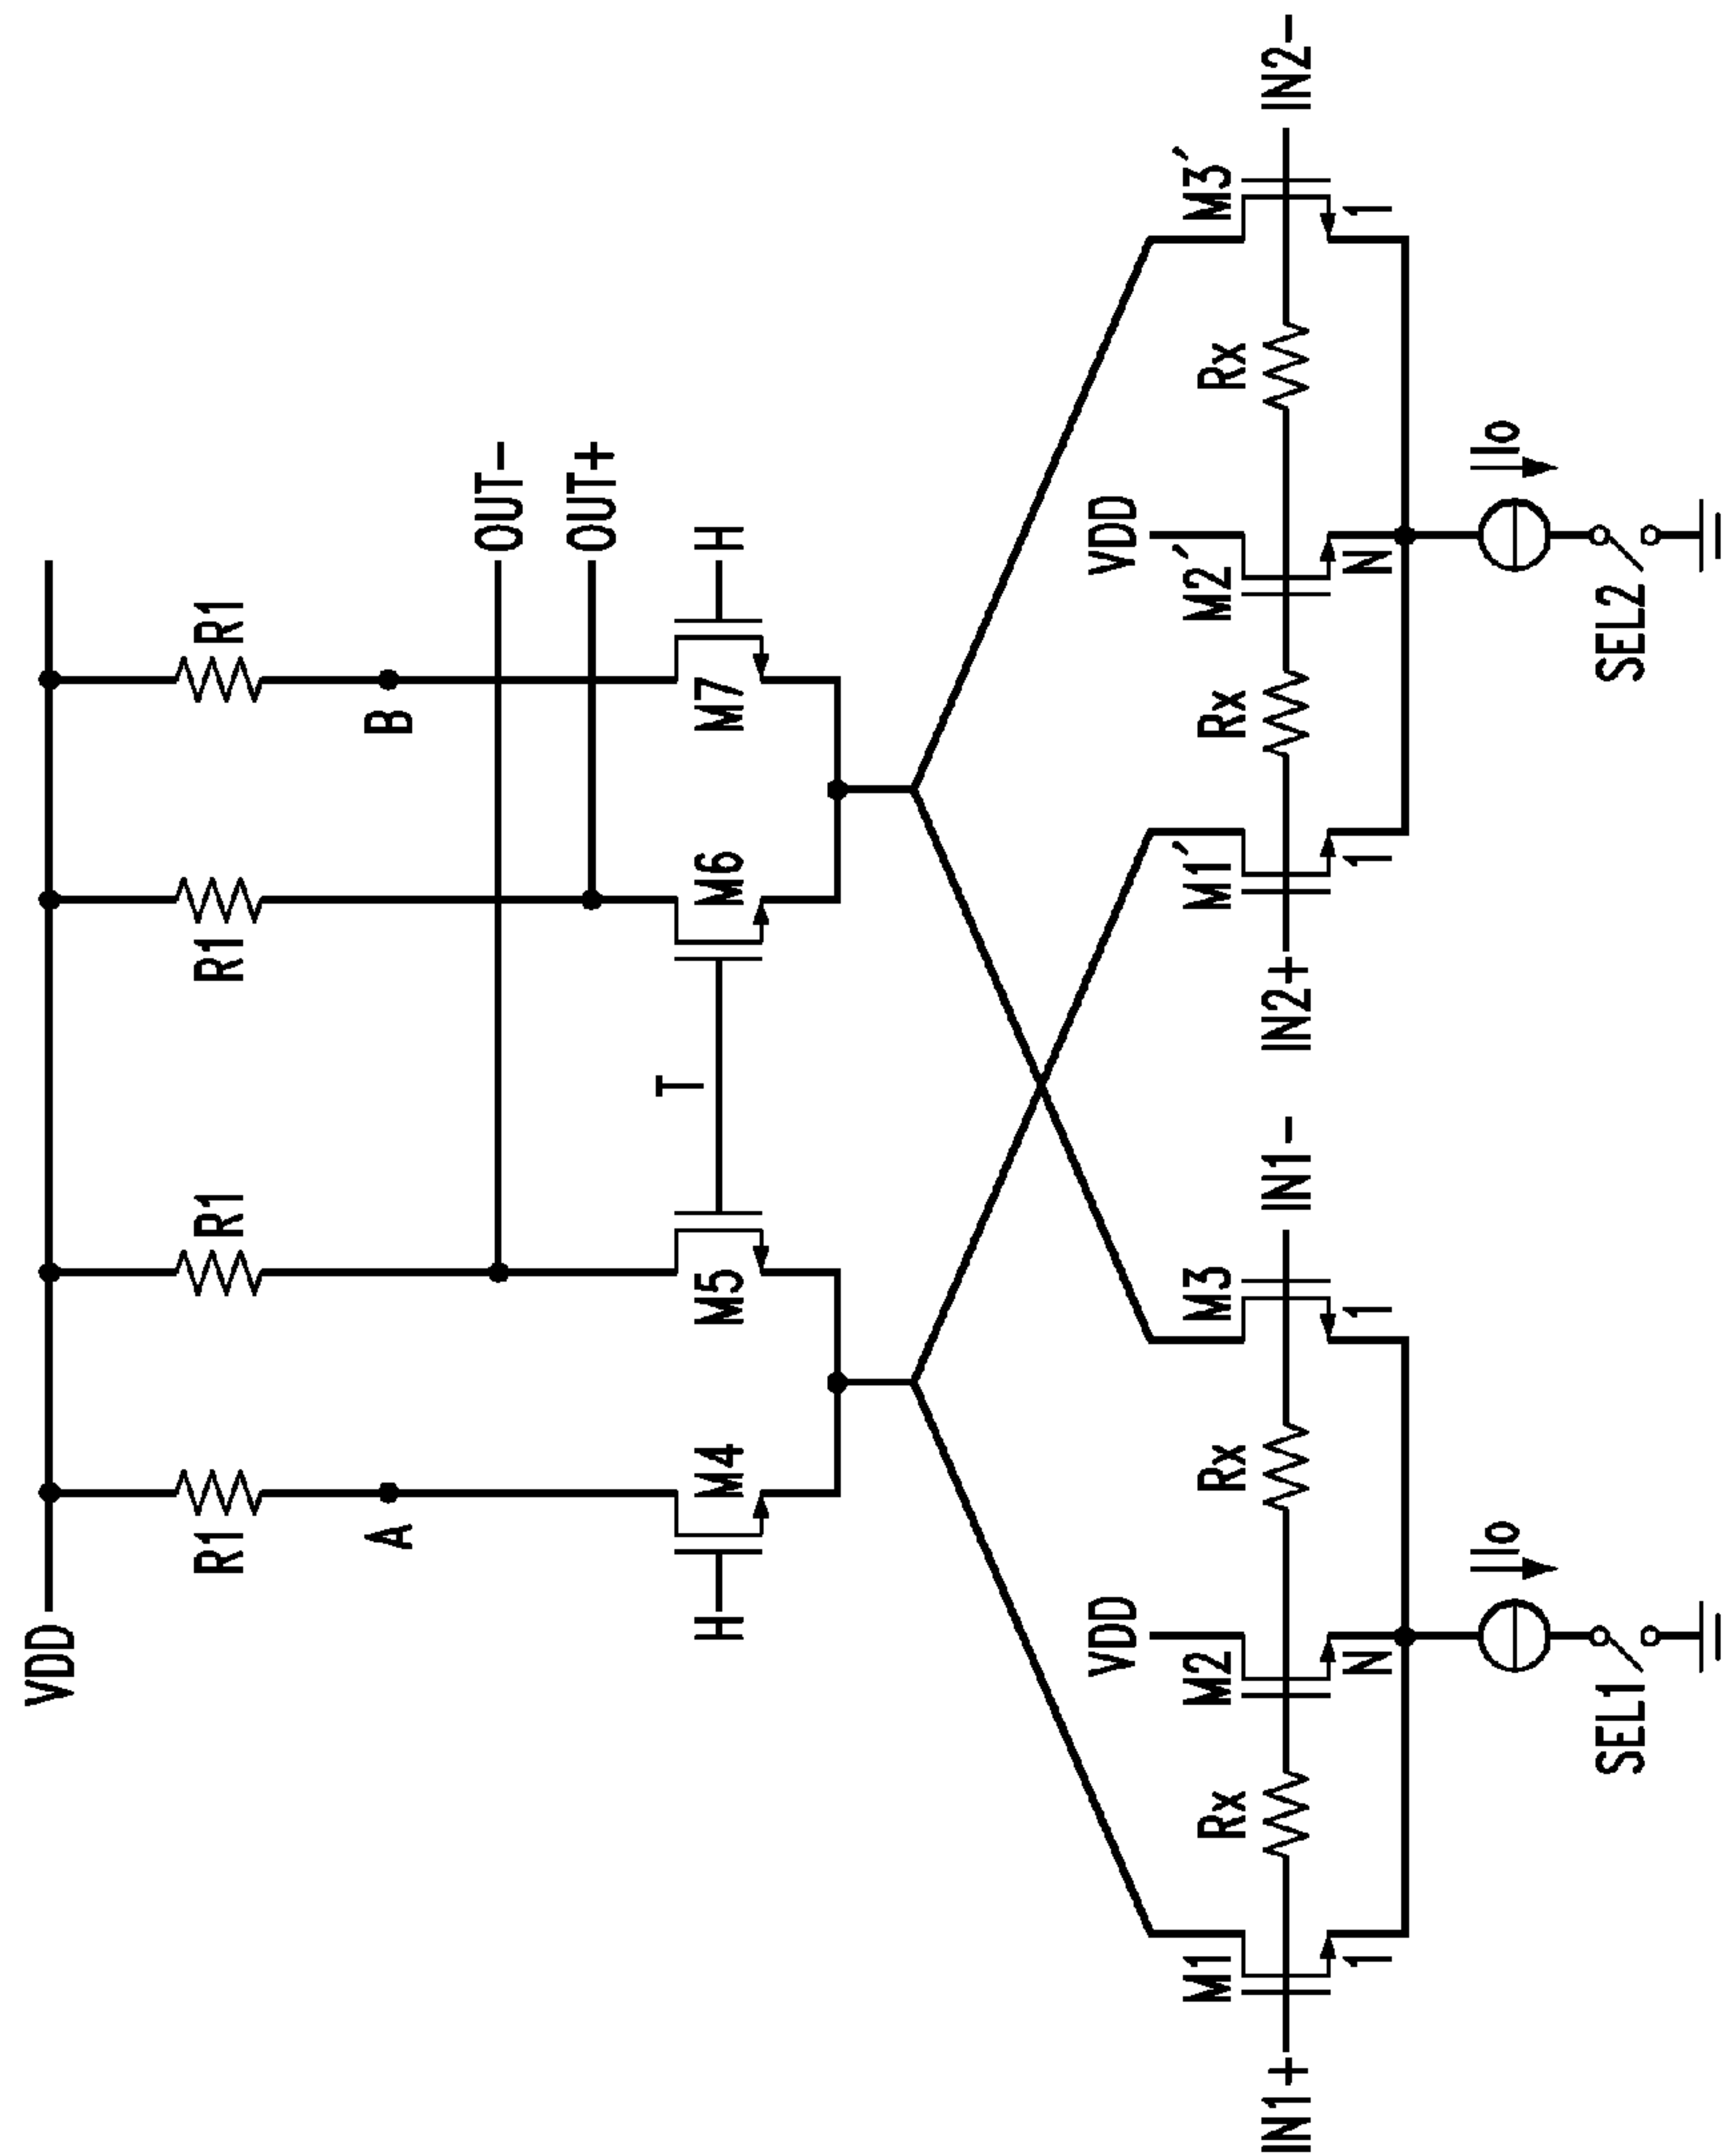 VDD
R1 R1 R1 R1
A B
OUT-
OUT+
T
H M4 M5 M6 M7 H
VDD VDD
M1 M2 M3 M1´ M2´ M3´
Rx Rx Rx Rx
IN1+ IN1- IN2+ IN2-
1 N 1 1 N 1
Io Io
SEL1 SEL2